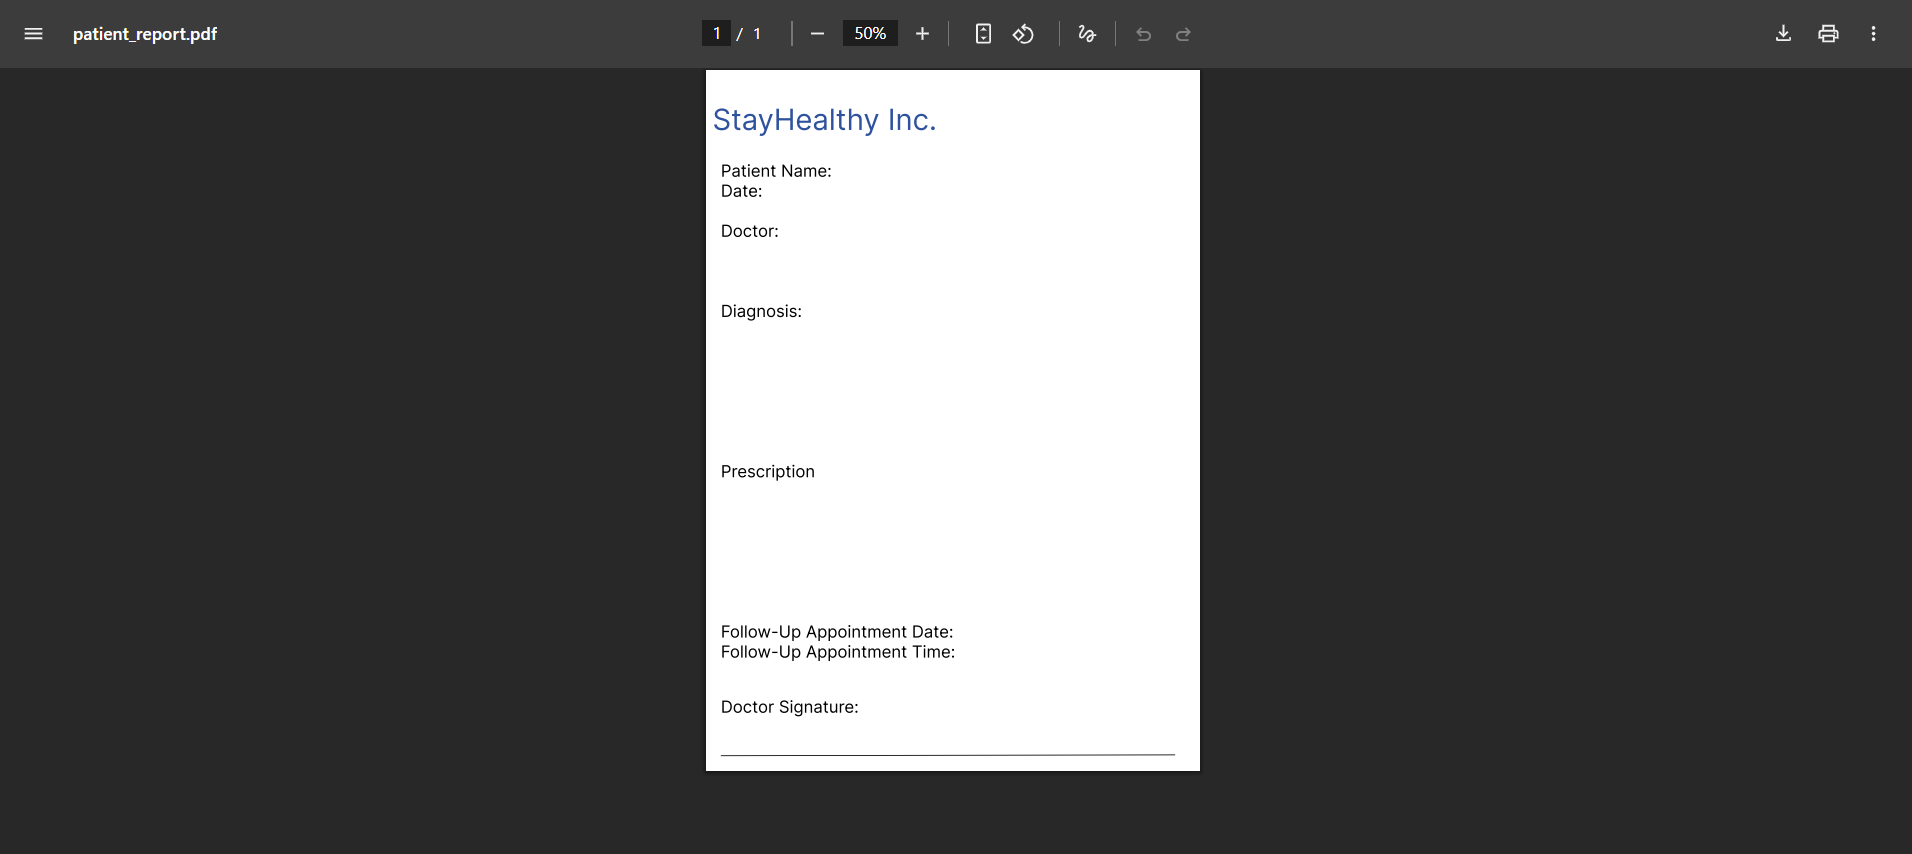 patient_report.pdf
1 / 1
50%
StayHealthy Inc.
Patient Name:
Date:
Doctor:
Diagnosis:
Prescription
Follow-Up Appointment Date:
Follow-Up Appointment Time:
Doctor Signature: